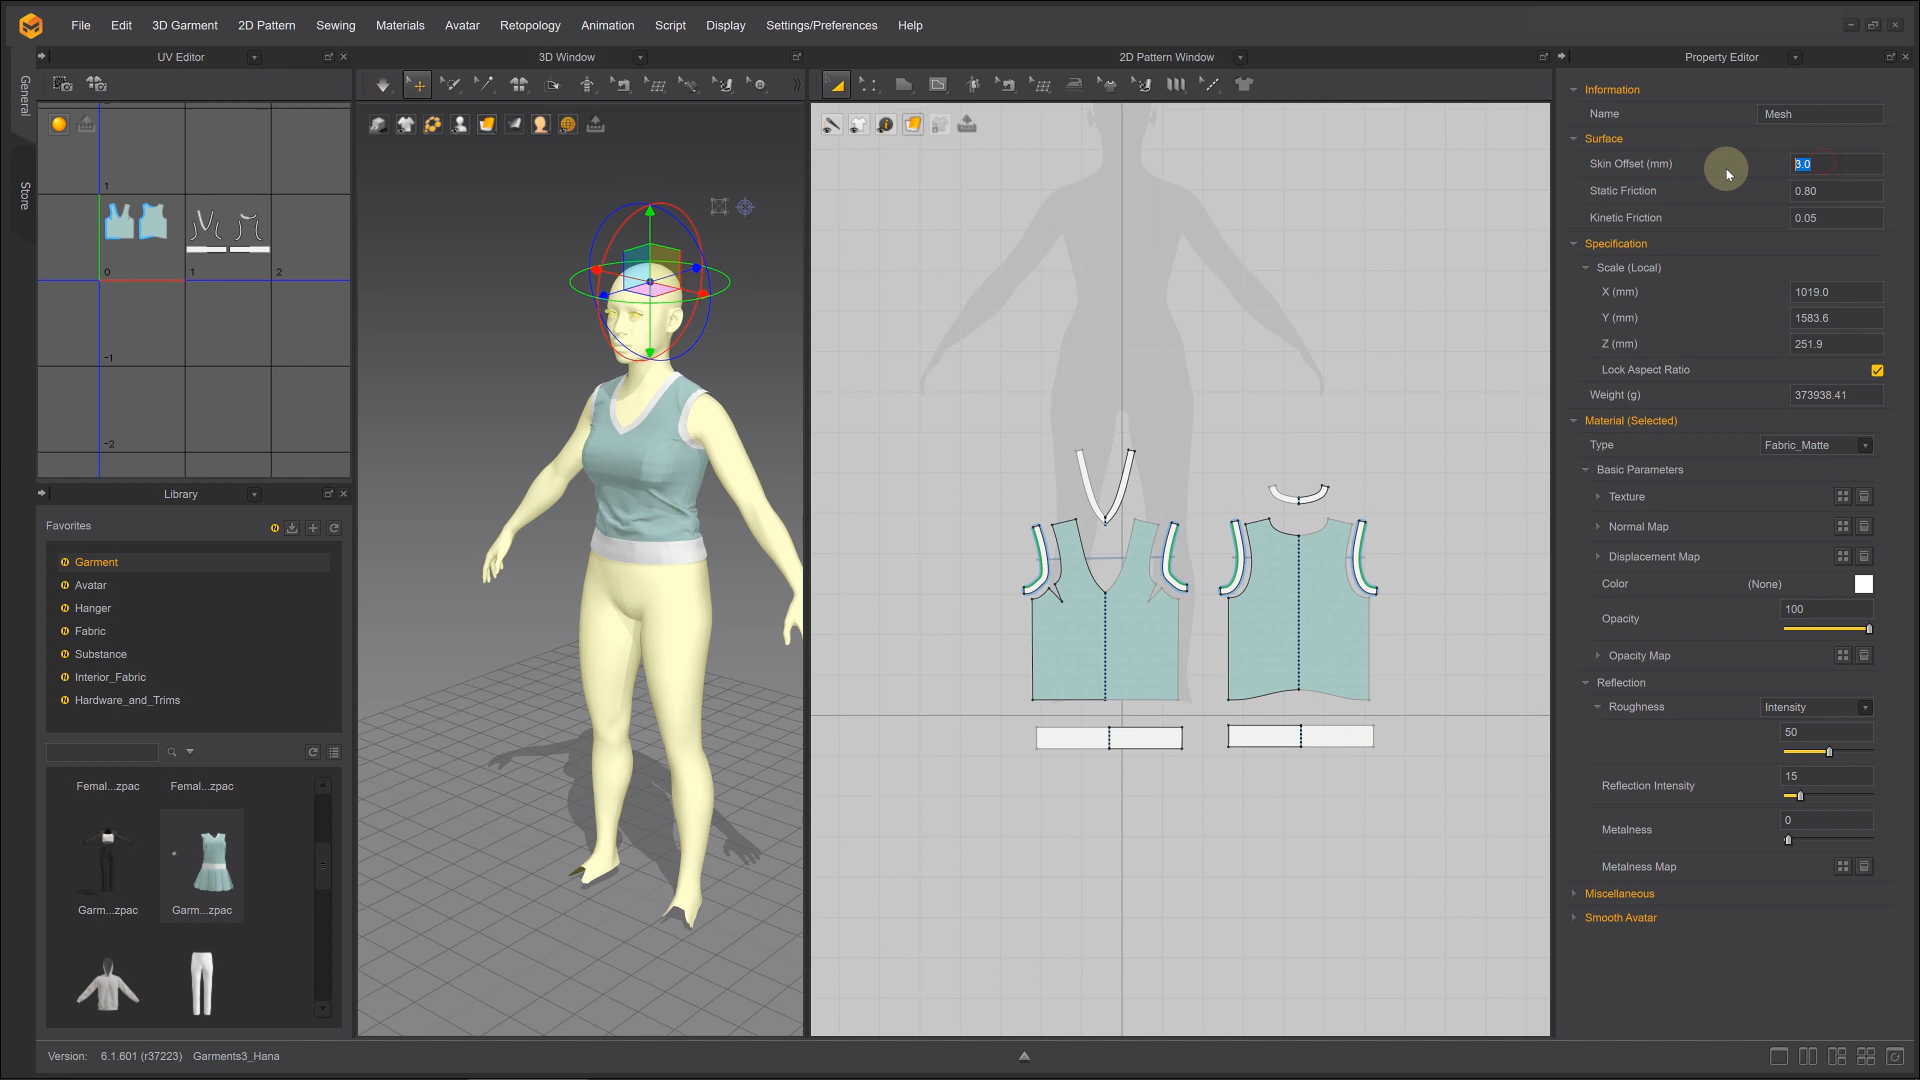 File Edit 3D Garment 2D Pattern Sewing Materials Avatar Retopology Animation Script Display Settings/Preferences Help
UV Editor
3D Window
2D Pattern Window
Property Editor
General
Store
1
0
1
2
-1
-2
Library
Favorites
Garment
Avatar
Hanger
Fabric
Substance
Interior_Fabric
Hardware_and_Trims
Femal...zpac
Femal...zpac
Garm...zpac
Garm...zpac
Information
Name Mesh
Surface
Skin Offset (mm) 3.0
Static Friction 0.80
Kinetic Friction 0.05
Specification
Scale (Local)
X (mm) 1019.0
Y (mm) 1583.6
Z (mm) 251.9
Lock Aspect Ratio
Weight (g) 373938.41
Material (Selected)
Type Fabric_Matte
Basic Parameters
Texture
Normal Map
Displacement Map
Color (None)
Opacity 100
Opacity Map
Reflection
Roughness Intensity
50
Reflection Intensity 15
Metalness 0
Metalness Map
Miscellaneous
Smooth Avatar
Version: 6.1.601 (r37223) Garments3_Hana